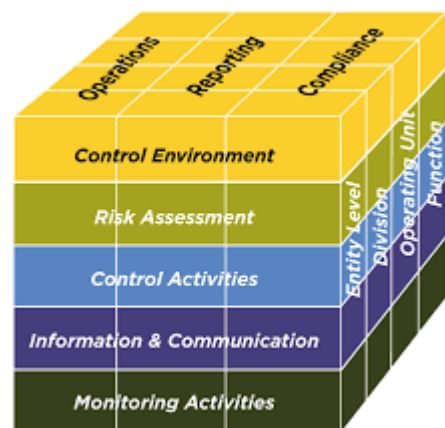 Operations
Reporting
Compliance
Control Environment
Risk Assessment
Control Activities
Information & Communication
Monitoring Activities
Entity Level
Division
Operating Unit
Function